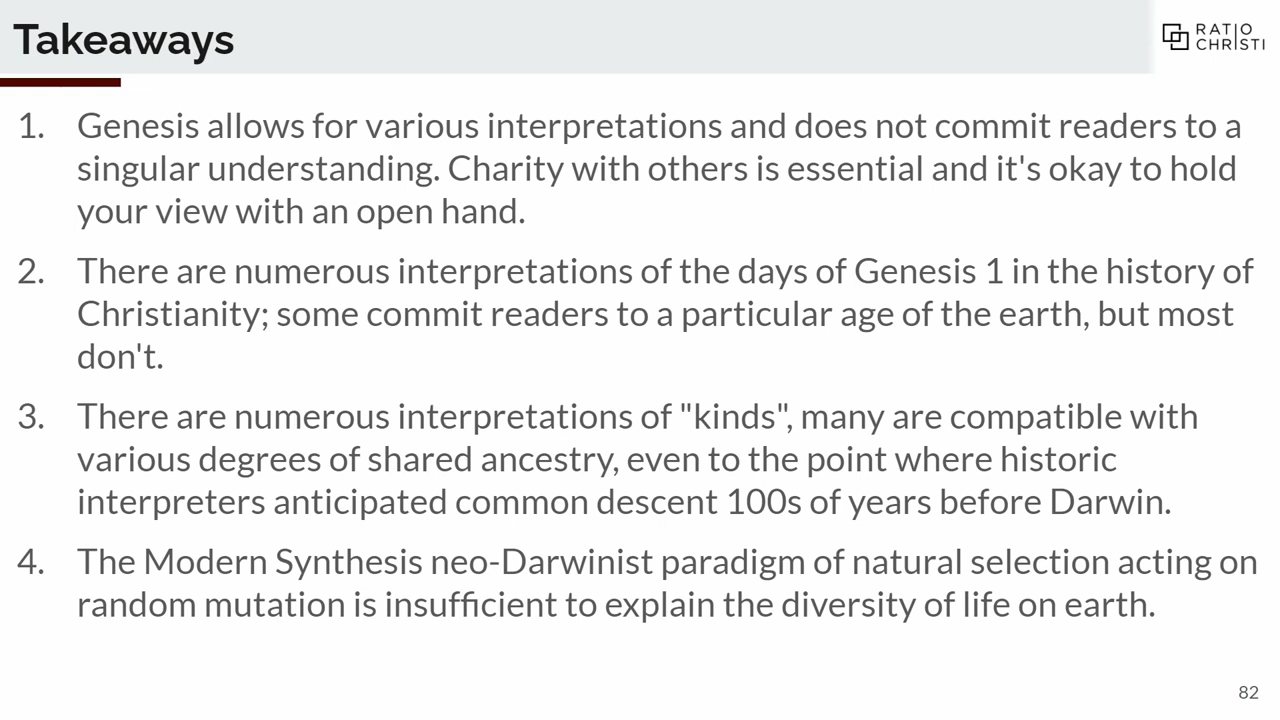 Takeaways
RATIO
CHRISTI
1. Genesis allows for various interpretations and does not commit readers to a
singular understanding. Charity with others is essential and it's okay to hold
your view with an open hand.
2. There are numerous interpretations of the days of Genesis 1 in the history of
Christianity; some commit readers to a particular age of the earth, but most
don't.
3. There are numerous interpretations of "kinds", many are compatible with
various degrees of shared ancestry, even to the point where historic
interpreters anticipated common descent 100s of years before Darwin.
4. The Modern Synthesis neo-Darwinist paradigm of natural selection acting on
random mutation is insufficient to explain the diversity of life on earth.
82